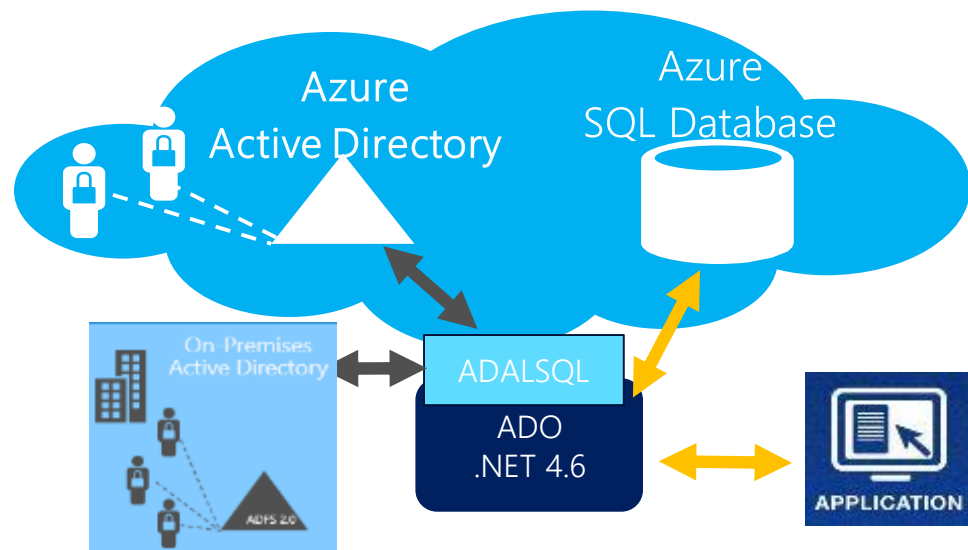 Azure
Active Directory
Azure
SQL Database
On-Premises
Active Directory
ADFS 2.0
ADALSQL
ADO
.NET 4.6
APPLICATION